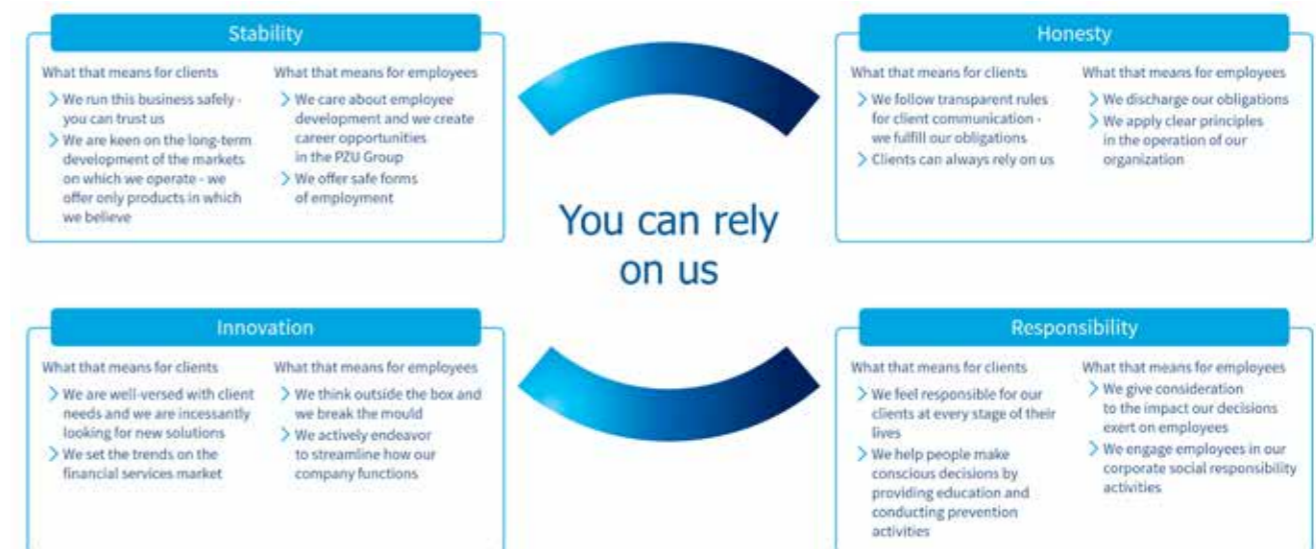 Stability
What that means for clients
We run this business safely -
you can trust us
We are keen on the long-term
development of the markets
on which we operate - we
offer only products in which
we believe
What that means for employees
We care about employee
development and we create
career opportunities
in the PZU Group
We offer safe forms
of employment
Honesty
What that means for clients
We follow transparent rules
for client communication -
we fulfill our obligations
Clients can always rely on us
What that means for employees
We discharge our obligations
We apply clear principles
in the operation of our
organization
You can rely
on us
Innovation
What that means for clients
We are well-versed with client
needs and we are incessantly
looking for new solutions
We set the trends on the
financial services market
What that means for employees
We think outside the box and
we break the mould
We actively endeavor
to streamline how our
company functions
Responsibility
What that means for clients
We feel responsible for our
clients at every stage of their
lives
We help people make
conscious decisions by
providing education and
conducting prevention
activities
What that means for employees
We give consideration
to the impact our decisions
exert on employees
We engage employees in our
corporate social responsibility
activities